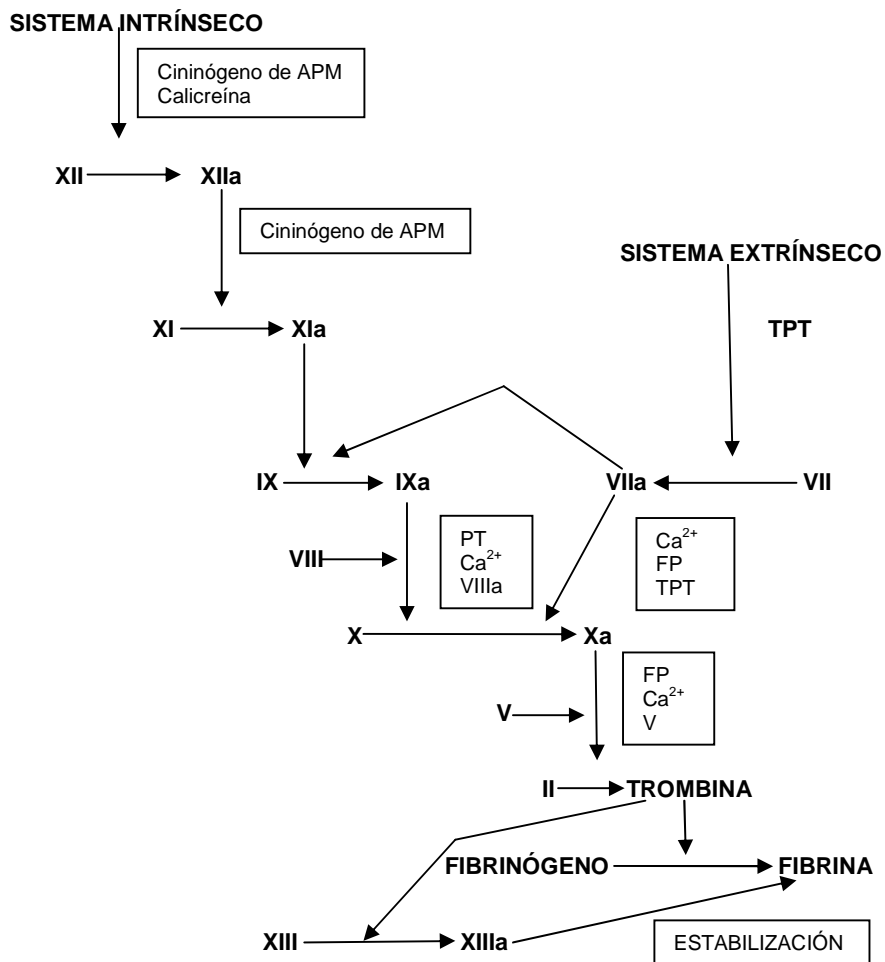 SISTEMA INTRÍNSECO
Cininógeno de APM
Calicreína
XII XIIa
Cininógeno de APM
SISTEMA EXTRÍNSECO
XI XIa
TPT
IX IXa VIIa VII
VIII
PT
Ca²⁺
VIIIa
Ca²⁺
FP
TPT
X Xa
FP
Ca²⁺
V
V
II TROMBINA
FIBRINÓGENO FIBRINA
XIII XIIIa
ESTABILIZACIÓN